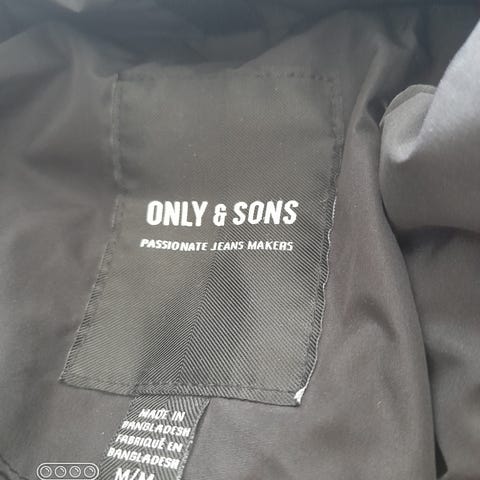 ONLY & SONS
PASSIONATE JEANS MAKERS
MADE IN
BANGLADESH
FABRIQUÉ EN
BANGLADESH
M/M